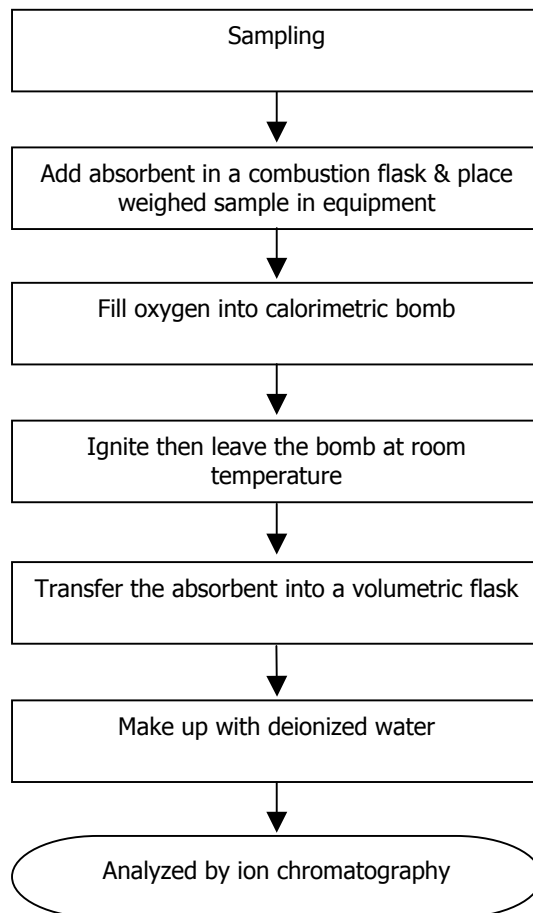 Sampling
Add absorbent in a combustion flask & place
weighed sample in equipment
Fill oxygen into calorimetric bomb
Ignite then leave the bomb at room
temperature
Transfer the absorbent into a volumetric flask
Make up with deionized water
Analyzed by ion chromatography